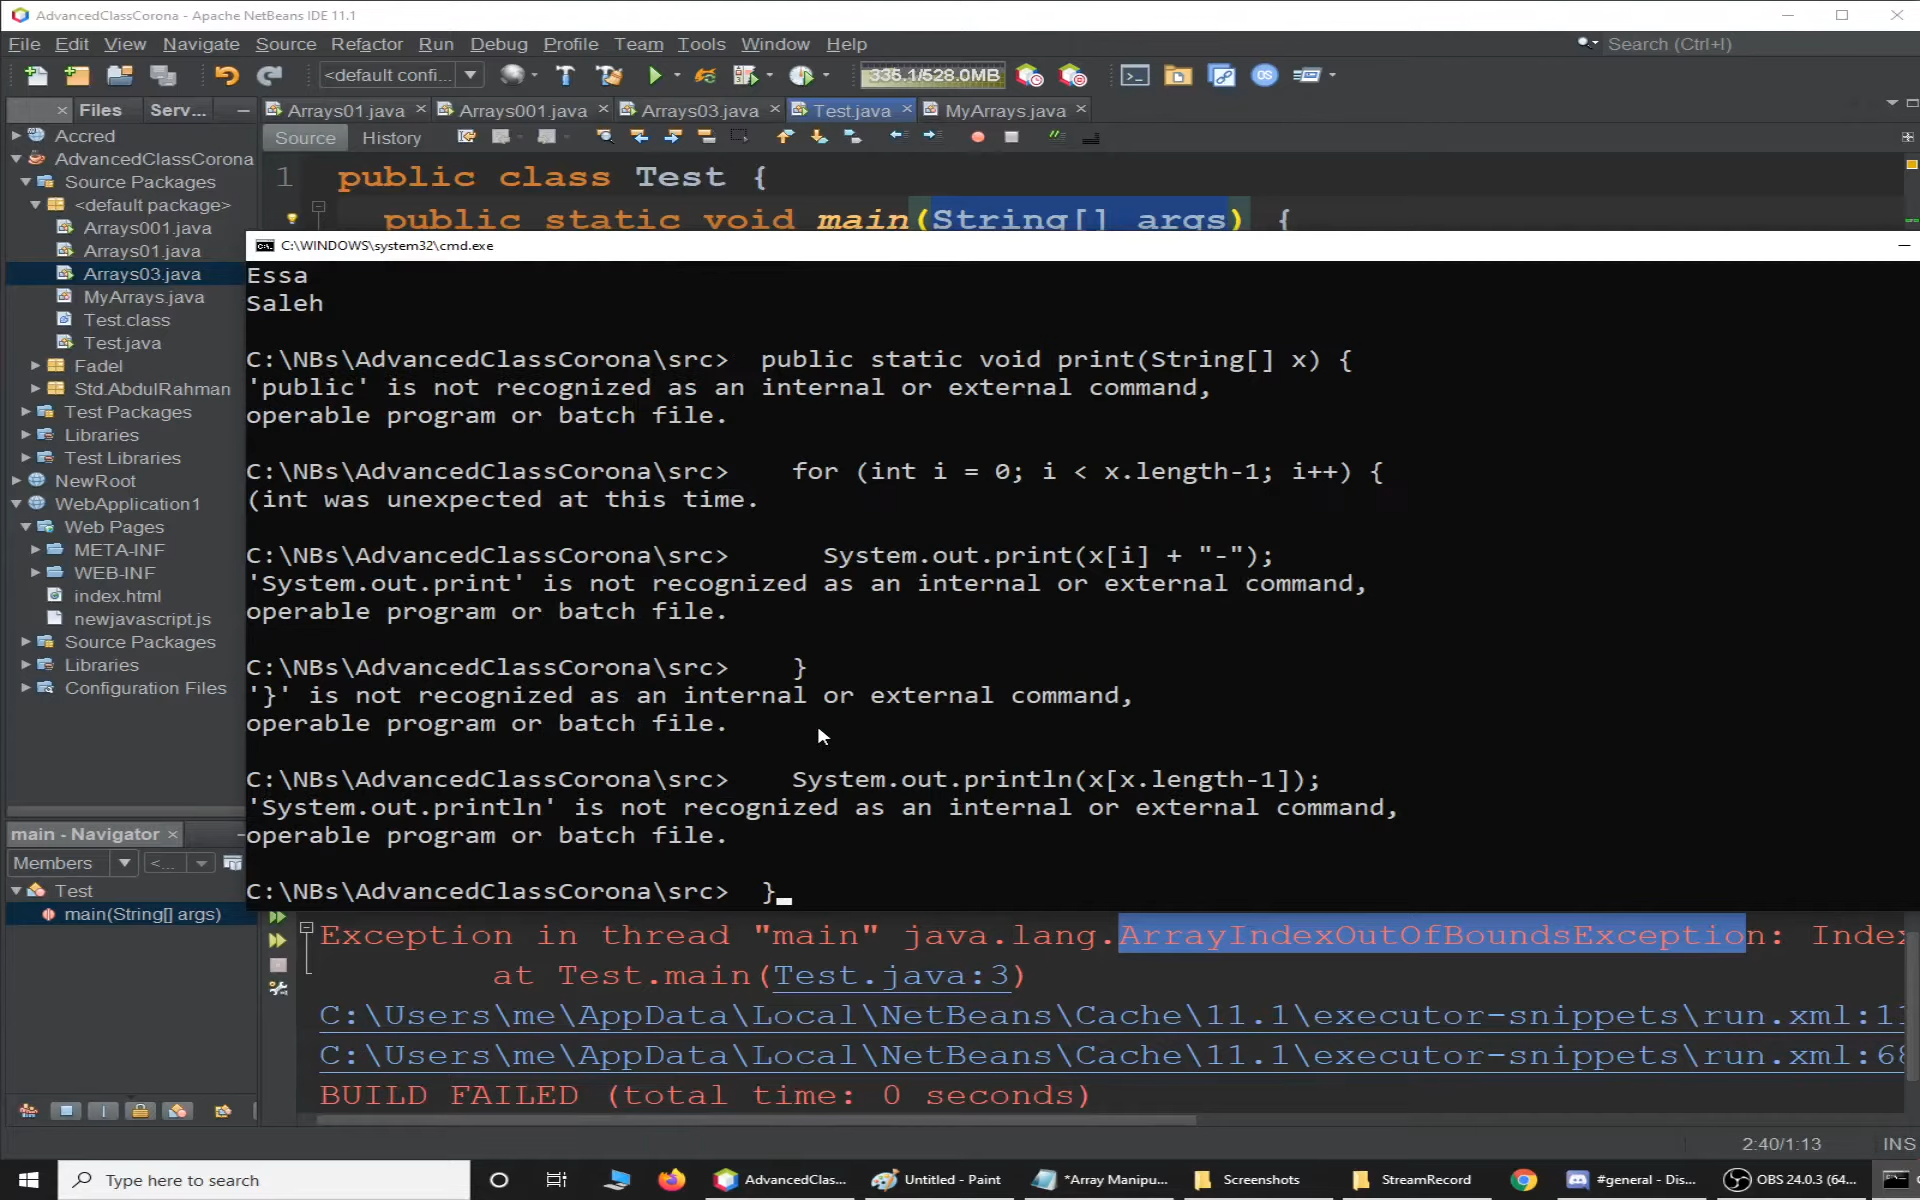 AdvancedClassCorona - Apache NetBeans IDE 11.1
File Edit View Navigate Source Refactor Run Debug Profile Team Tools Window Help
Search (Ctrl+I)
<default confi...
335.1/528.0MB
Files Serv...
Arrays01.java Arrays001.java Arrays03.java Test.java MyArrays.java
Source History
Accred
AdvancedClassCorona
Source Packages
<default package>
Arrays001.java
Arrays01.java
Arrays03.java
MyArrays.java
Test.class
Test.java
Fadel
Std.AbdulRahman
Test Packages
Libraries
Test Libraries
NewRoot
WebApplication1
Web Pages
META-INF
WEB-INF
index.html
newjavascript.js
Source Packages
Libraries
Configuration Files
1 public class Test {
public static void main(String[] args) {
C:\WINDOWS\system32\cmd.exe
Essa
Saleh
C:\NBs\AdvancedClassCorona\src>  public static void print(String[] x) {
'public' is not recognized as an internal or external command,
operable program or batch file.
C:\NBs\AdvancedClassCorona\src>    for (int i = 0; i < x.length-1; i++) {
(int was unexpected at this time.
C:\NBs\AdvancedClassCorona\src>      System.out.print(x[i] + "-");
'System.out.print' is not recognized as an internal or external command,
operable program or batch file.
C:\NBs\AdvancedClassCorona\src>    }
'}' is not recognized as an internal or external command,
operable program or batch file.
C:\NBs\AdvancedClassCorona\src>    System.out.println(x[x.length-1]);
'System.out.println' is not recognized as an internal or external command,
operable program or batch file.
C:\NBs\AdvancedClassCorona\src>  }
main - Navigator
Members <...
Test
main(String[] args)
Exception in thread "main" java.lang.ArrayIndexOutOfBoundsException: Index
at Test.main(Test.java:3)
C:\Users\me\AppData\Local\NetBeans\Cache\11.1\executor-snippets\run.xml:11
C:\Users\me\AppData\Local\NetBeans\Cache\11.1\executor-snippets\run.xml:68
BUILD FAILED (total time: 0 seconds)
2:40/1:13 INS
Type here to search
AdvancedClas... Untitled - Paint *Array Manipu... Screenshots StreamRecord #general - Dis... OBS 24.0.3 (64...